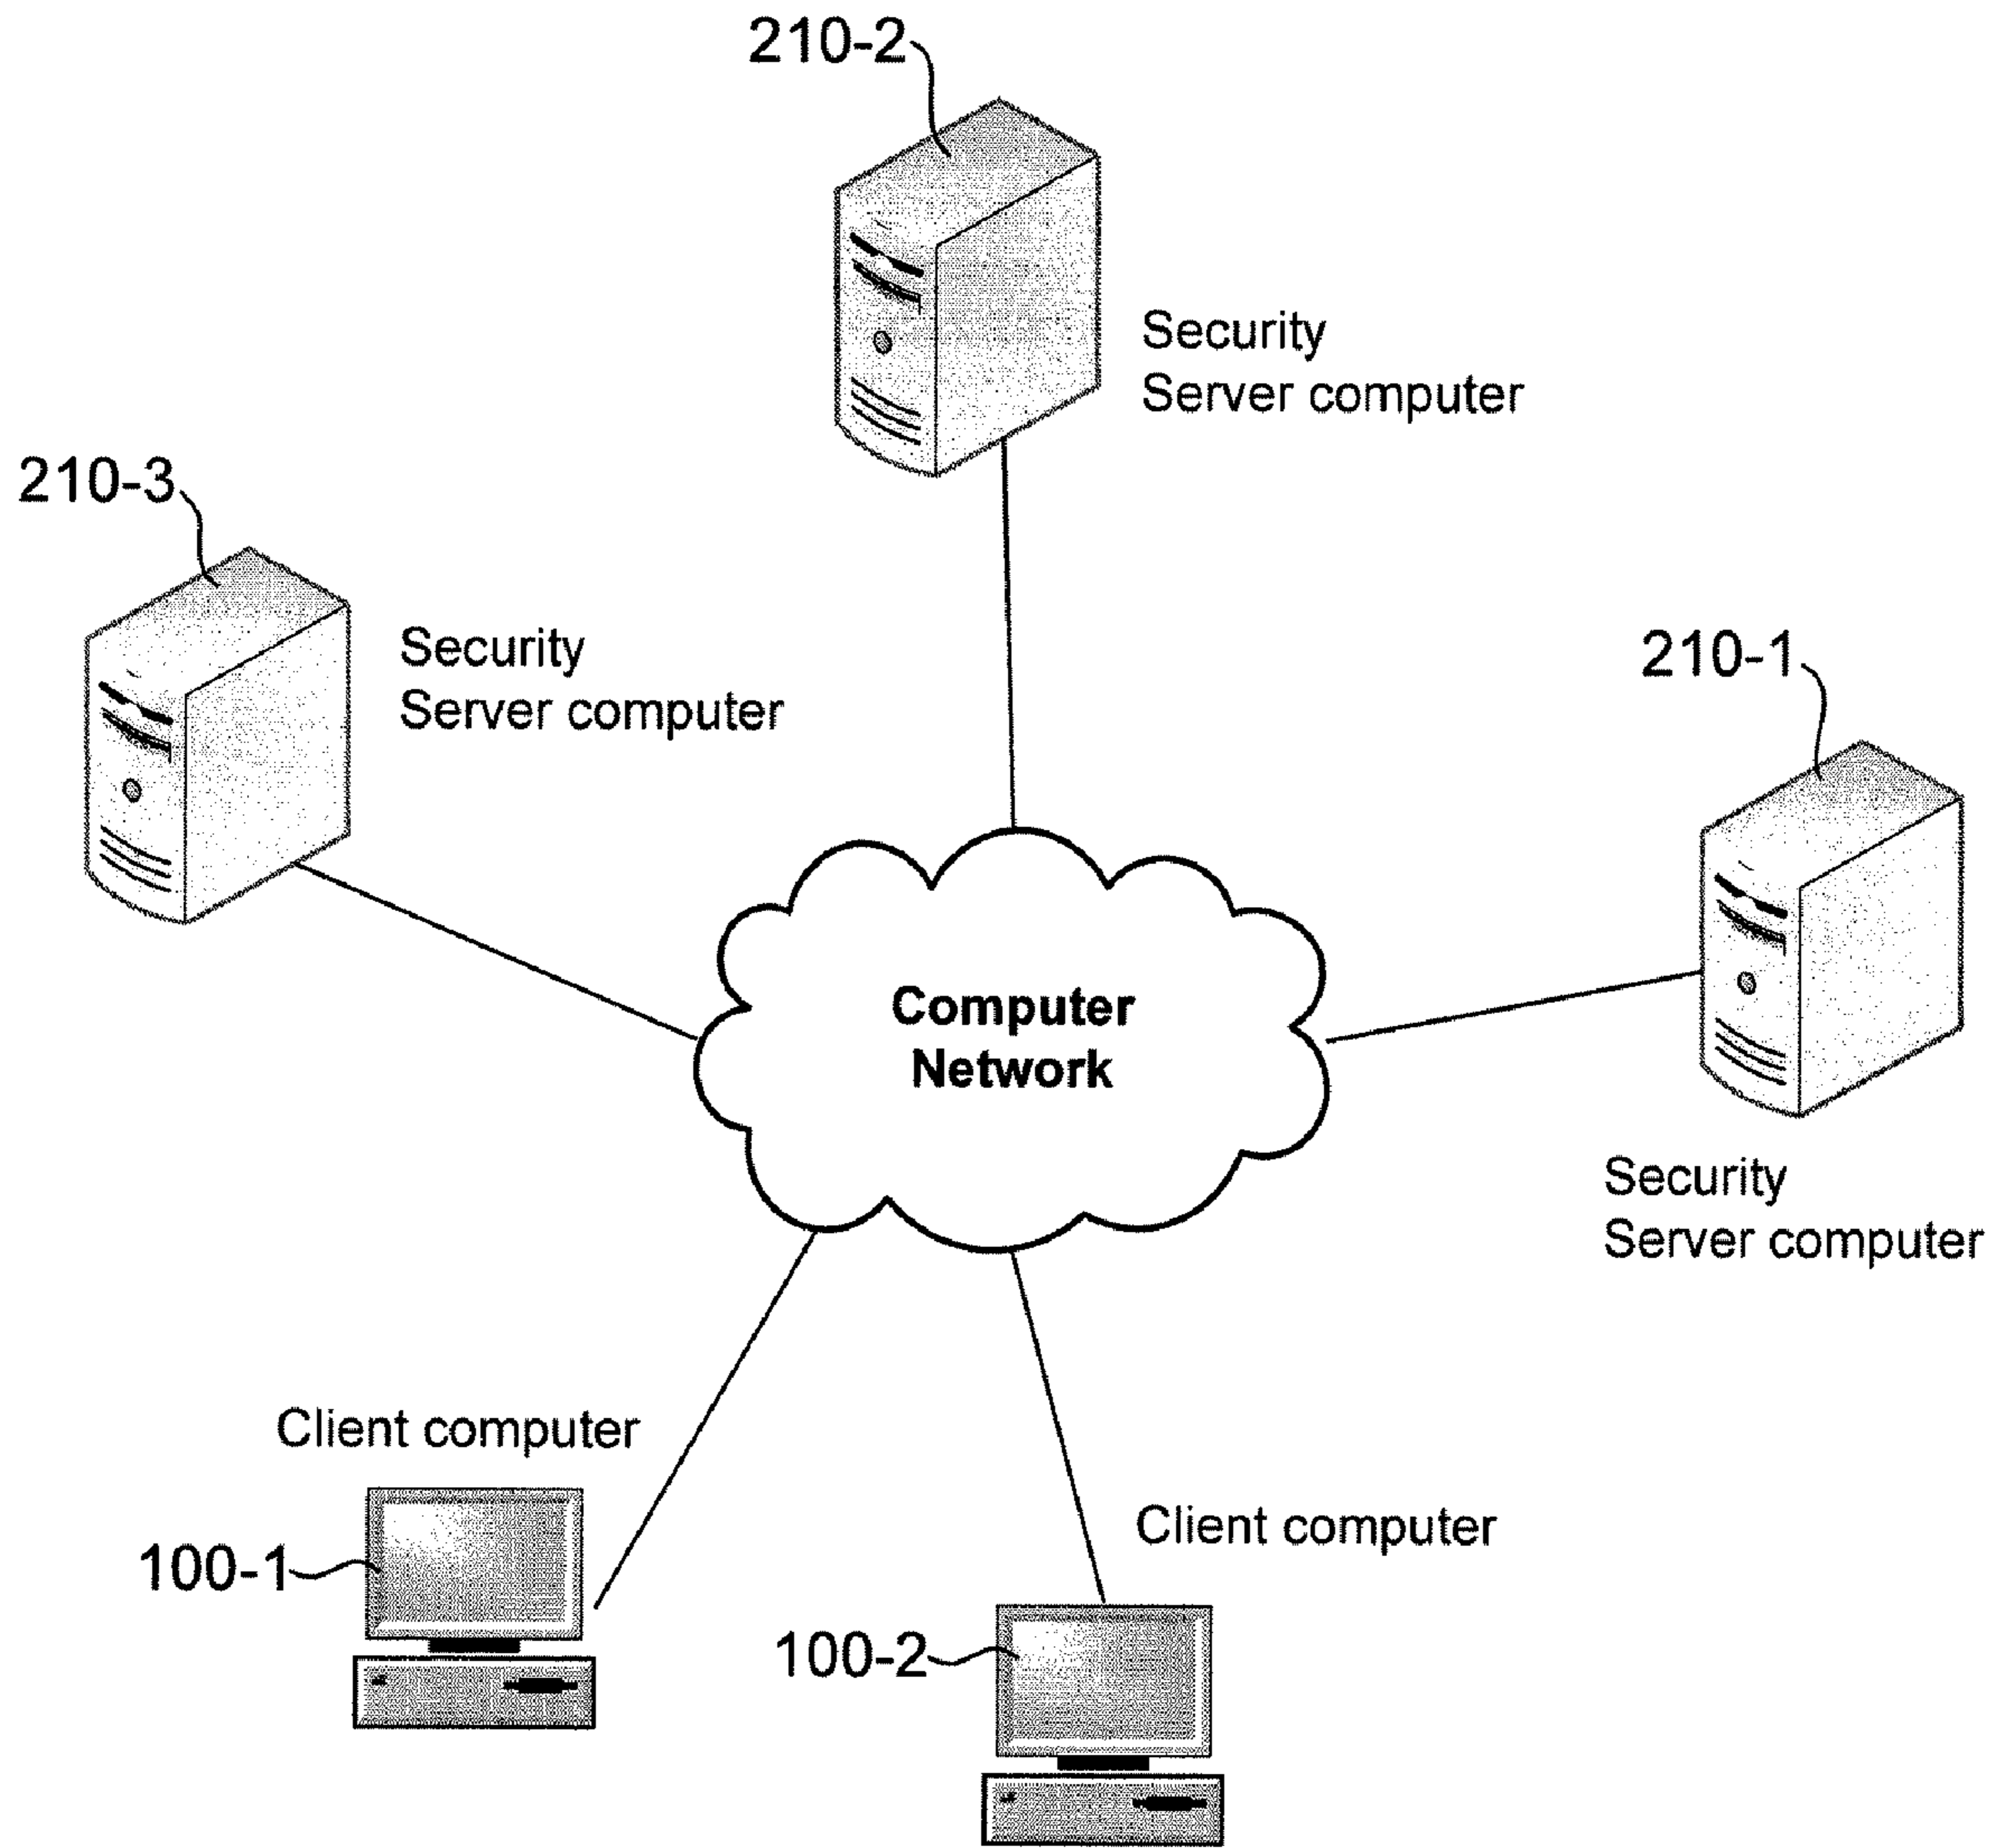 210-2
Security
Server computer
210-3
Security
Server computer
210-1
Computer
Network
Security
Server computer
Client computer
100-1
Client computer
100-2